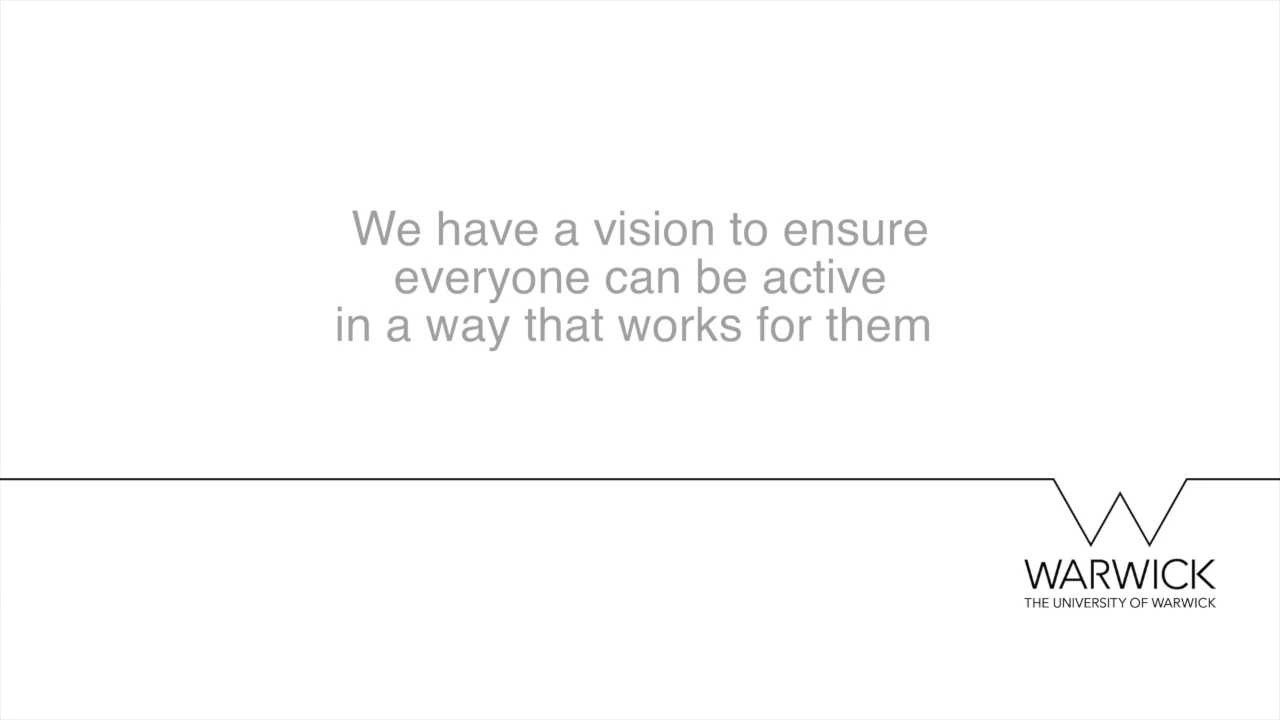 We have a vision to ensure
everyone can be active
in a way that works for them
WARWICK
THE UNIVERSITY OF WARWICK